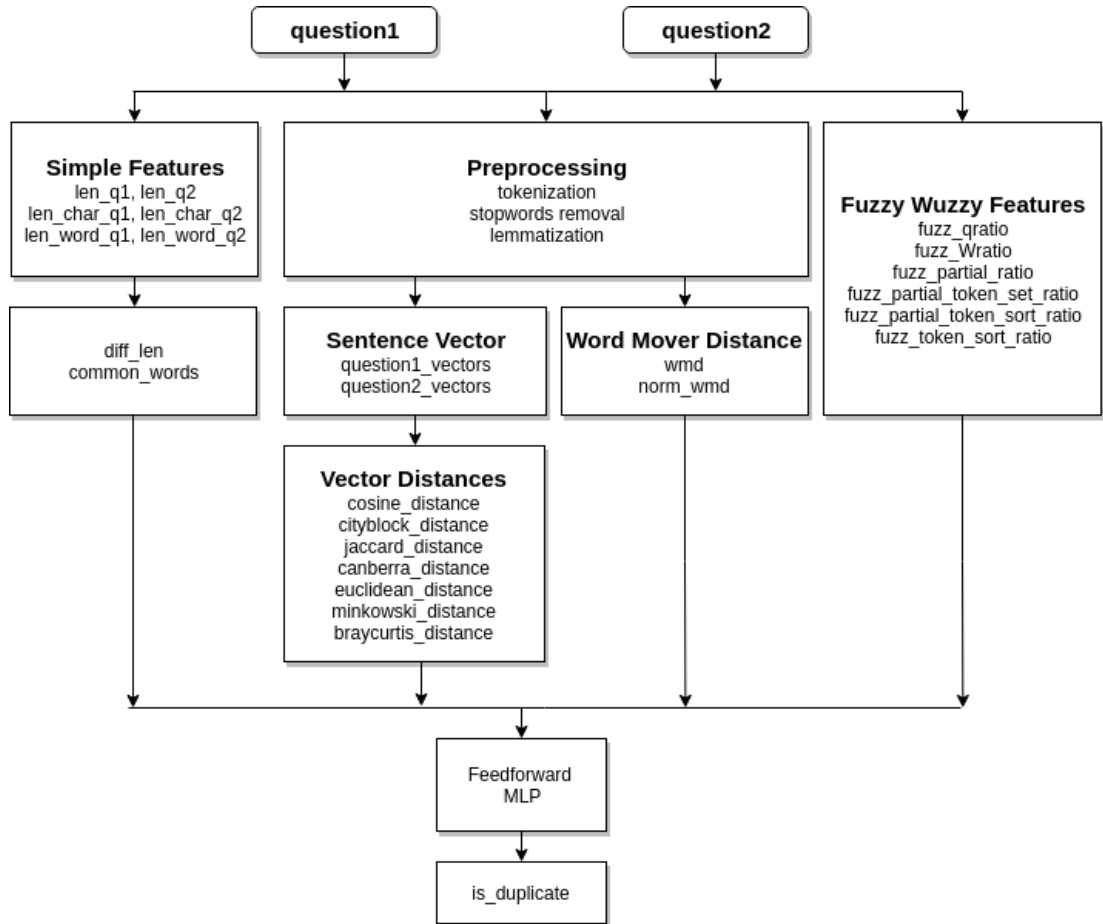 question1
question2
Simple Features
len_q1, len_q2
len_char_q1, len_char_q2
len_word_q1, len_word_q2
Preprocessing
tokenization
stopwords removal
lemmatization
Fuzzy Wuzzy Features
fuzz_qratio
fuzz_Wratio
fuzz_partial_ratio
fuzz_partial_token_set_ratio
fuzz_partial_token_sort_ratio
fuzz_token_sort_ratio
diff_len
common_words
Sentence Vector
question1_vectors
question2_vectors
Word Mover Distance
wmd
norm_wmd
Vector Distances
cosine_distance
cityblock_distance
jaccard_distance
canberra_distance
euclidean_distance
minkowski_distance
braycurtis_distance
Feedforward
MLP
is_duplicate